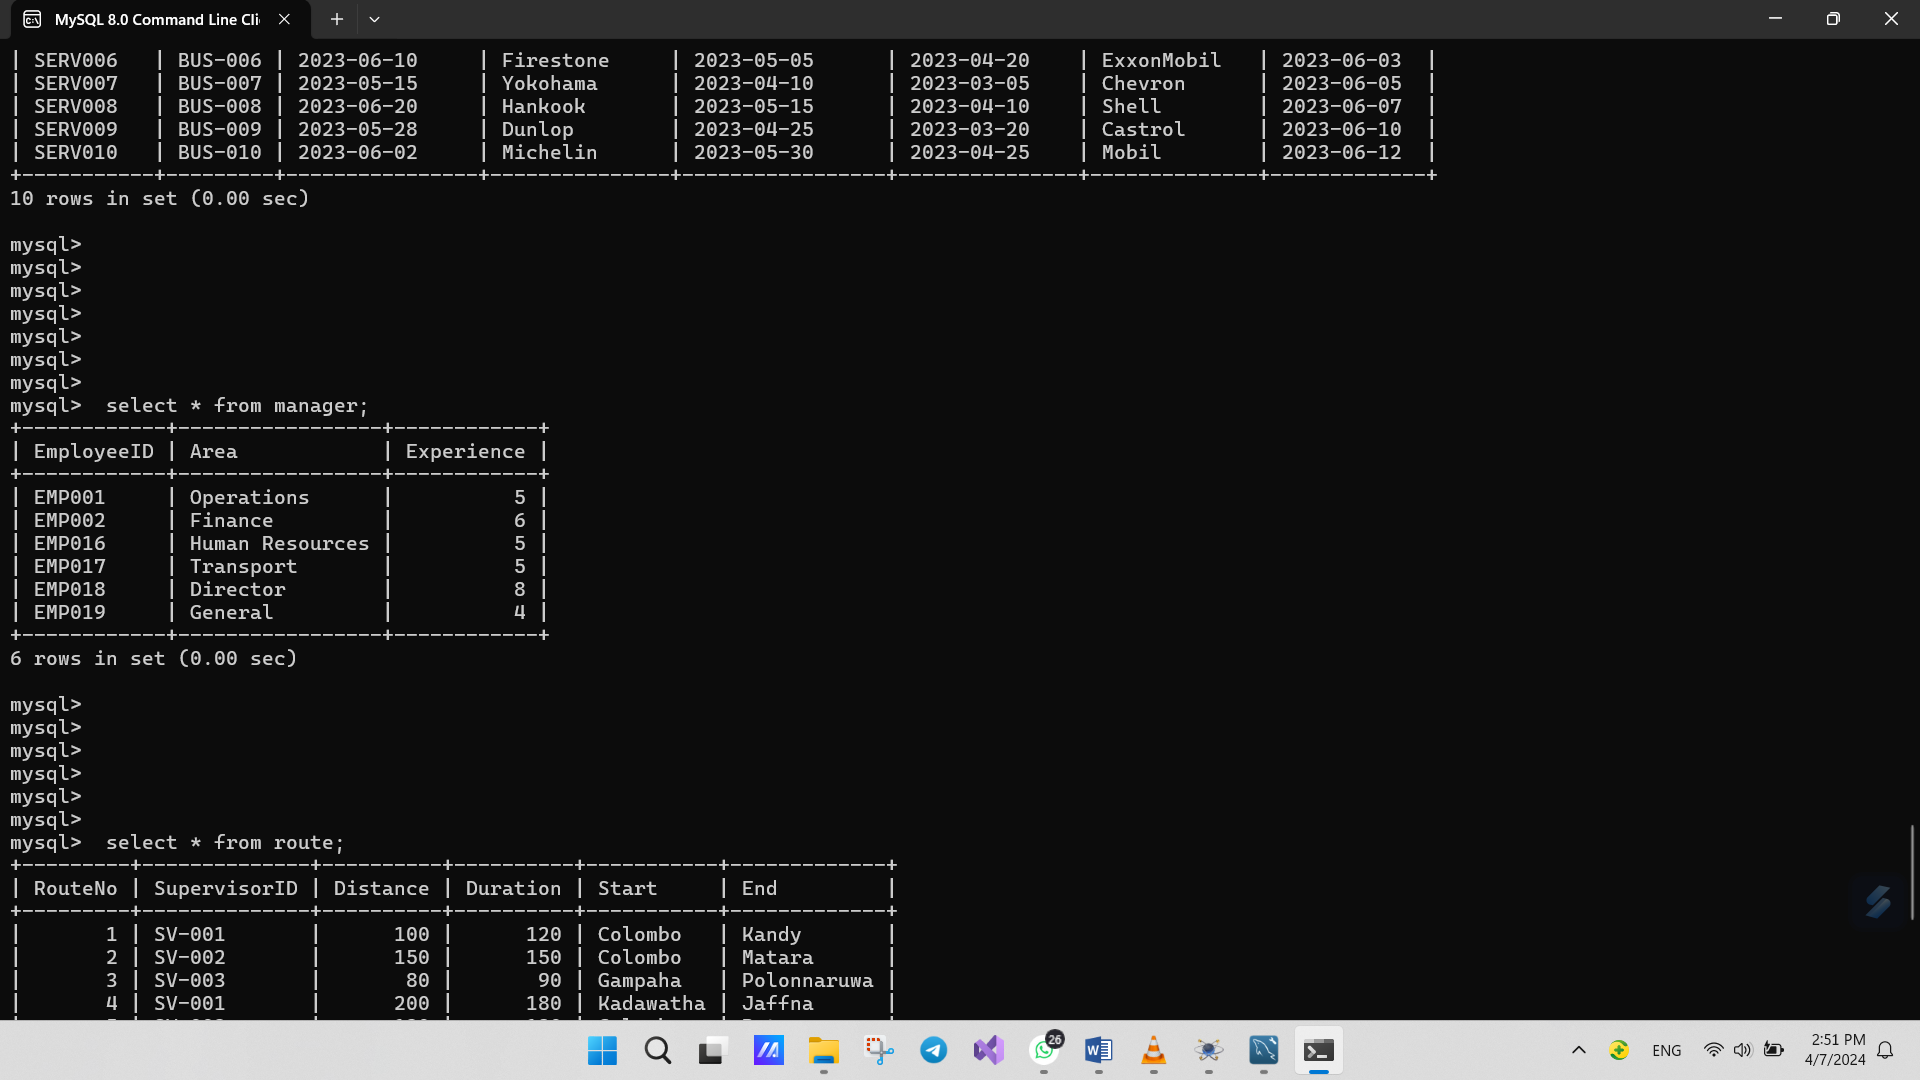 MySQL 8.0 Command Line Cli
| SERV006   | BUS-006 | 2023-06-10     | Firestone     | 2023-05-05      | 2023-04-20    | ExxonMobil   | 2023-06-03  |
| SERV007   | BUS-007 | 2023-05-15     | Yokohama      | 2023-04-10      | 2023-03-05    | Chevron      | 2023-06-05  |
| SERV008   | BUS-008 | 2023-06-20     | Hankook       | 2023-05-15      | 2023-04-10    | Shell        | 2023-06-07  |
| SERV009   | BUS-009 | 2023-05-28     | Dunlop        | 2023-04-25      | 2023-03-20    | Castrol      | 2023-06-10  |
| SERV010   | BUS-010 | 2023-06-02     | Michelin      | 2023-05-30      | 2023-04-25    | Mobil        | 2023-06-12  |
+-----------+---------+----------------+---------------+-----------------+---------------+--------------+-------------+
10 rows in set (0.00 sec)
mysql>
mysql>
mysql>
mysql>
mysql>
mysql>
mysql>
mysql>  select * from manager;
+------------+-----------------+------------+
| EmployeeID | Area            | Experience |
+------------+-----------------+------------+
| EMP001     | Operations      |          5 |
| EMP002     | Finance         |          6 |
| EMP016     | Human Resources |          5 |
| EMP017     | Transport       |          5 |
| EMP018     | Director        |          8 |
| EMP019     | General         |          4 |
+------------+-----------------+------------+
6 rows in set (0.00 sec)
mysql>
mysql>
mysql>
mysql>
mysql>
mysql>
mysql>  select * from route;
+---------+--------------+----------+----------+-----------+-------------+
| RouteNo | SupervisorID | Distance | Duration | Start     | End         |
+---------+--------------+----------+----------+-----------+-------------+
|       1 | SV-001       |      100 |      120 | Colombo   | Kandy       |
|       2 | SV-002       |      150 |      150 | Colombo   | Matara      |
|       3 | SV-003       |       80 |       90 | Gampaha   | Polonnaruwa |
|       4 | SV-001       |      200 |      180 | Kadawatha | Jaffna      |
26
ENG
2:51 PM
4/7/2024